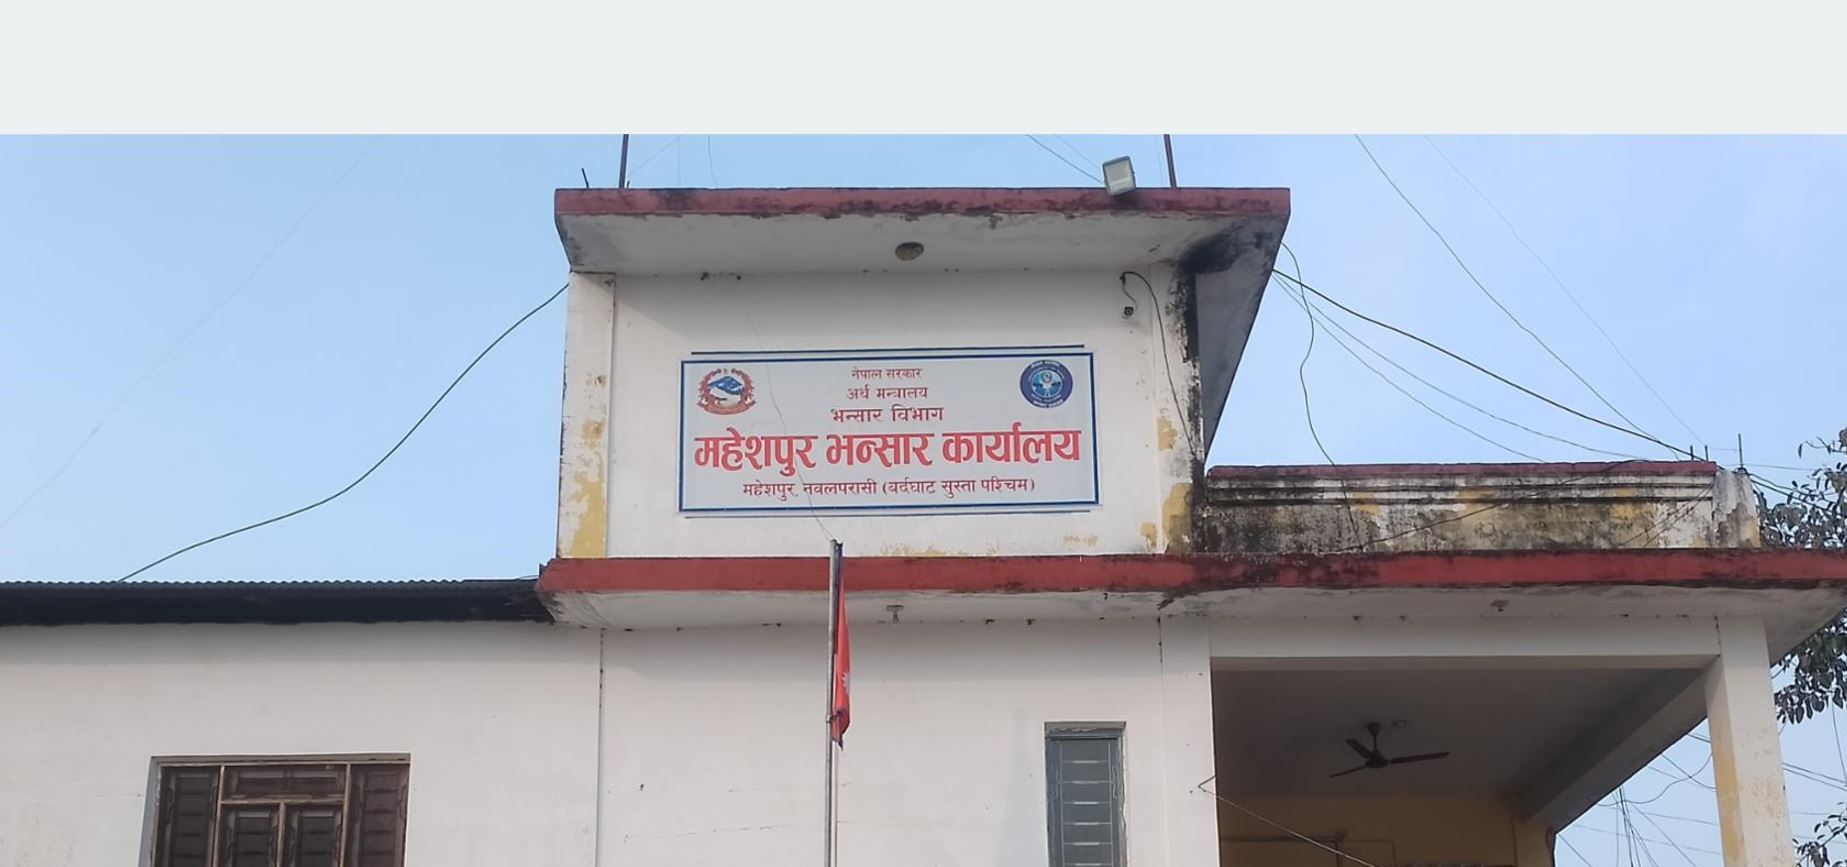 नेपाल सरकार
अर्थ मन्त्रालय
भन्सार विभाग
महेशपुर भन्सार कार्यालय
महेशपुर, नवलपरासी (बर्दघाट सुस्ता पश्चिम)